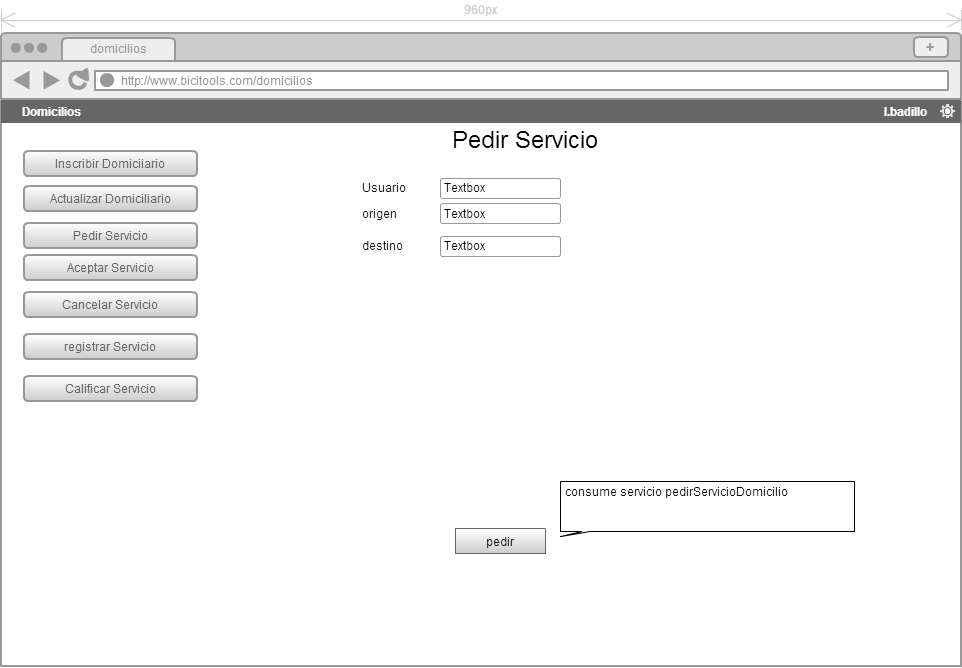 960px
domicilios
+
http://www.bicitools.com/domicilios
Domicilios
l.badillo
Pedir Servicio
Inscribir Domiciiario
Actualizar Domiciliario
Pedir Servicio
Aceptar Servicio
Cancelar Servicio
registrar Servicio
Calificar Servicio
Usuario Textbox
origen Textbox
destino Textbox
consume servicio pedirServicioDomicilio
pedir